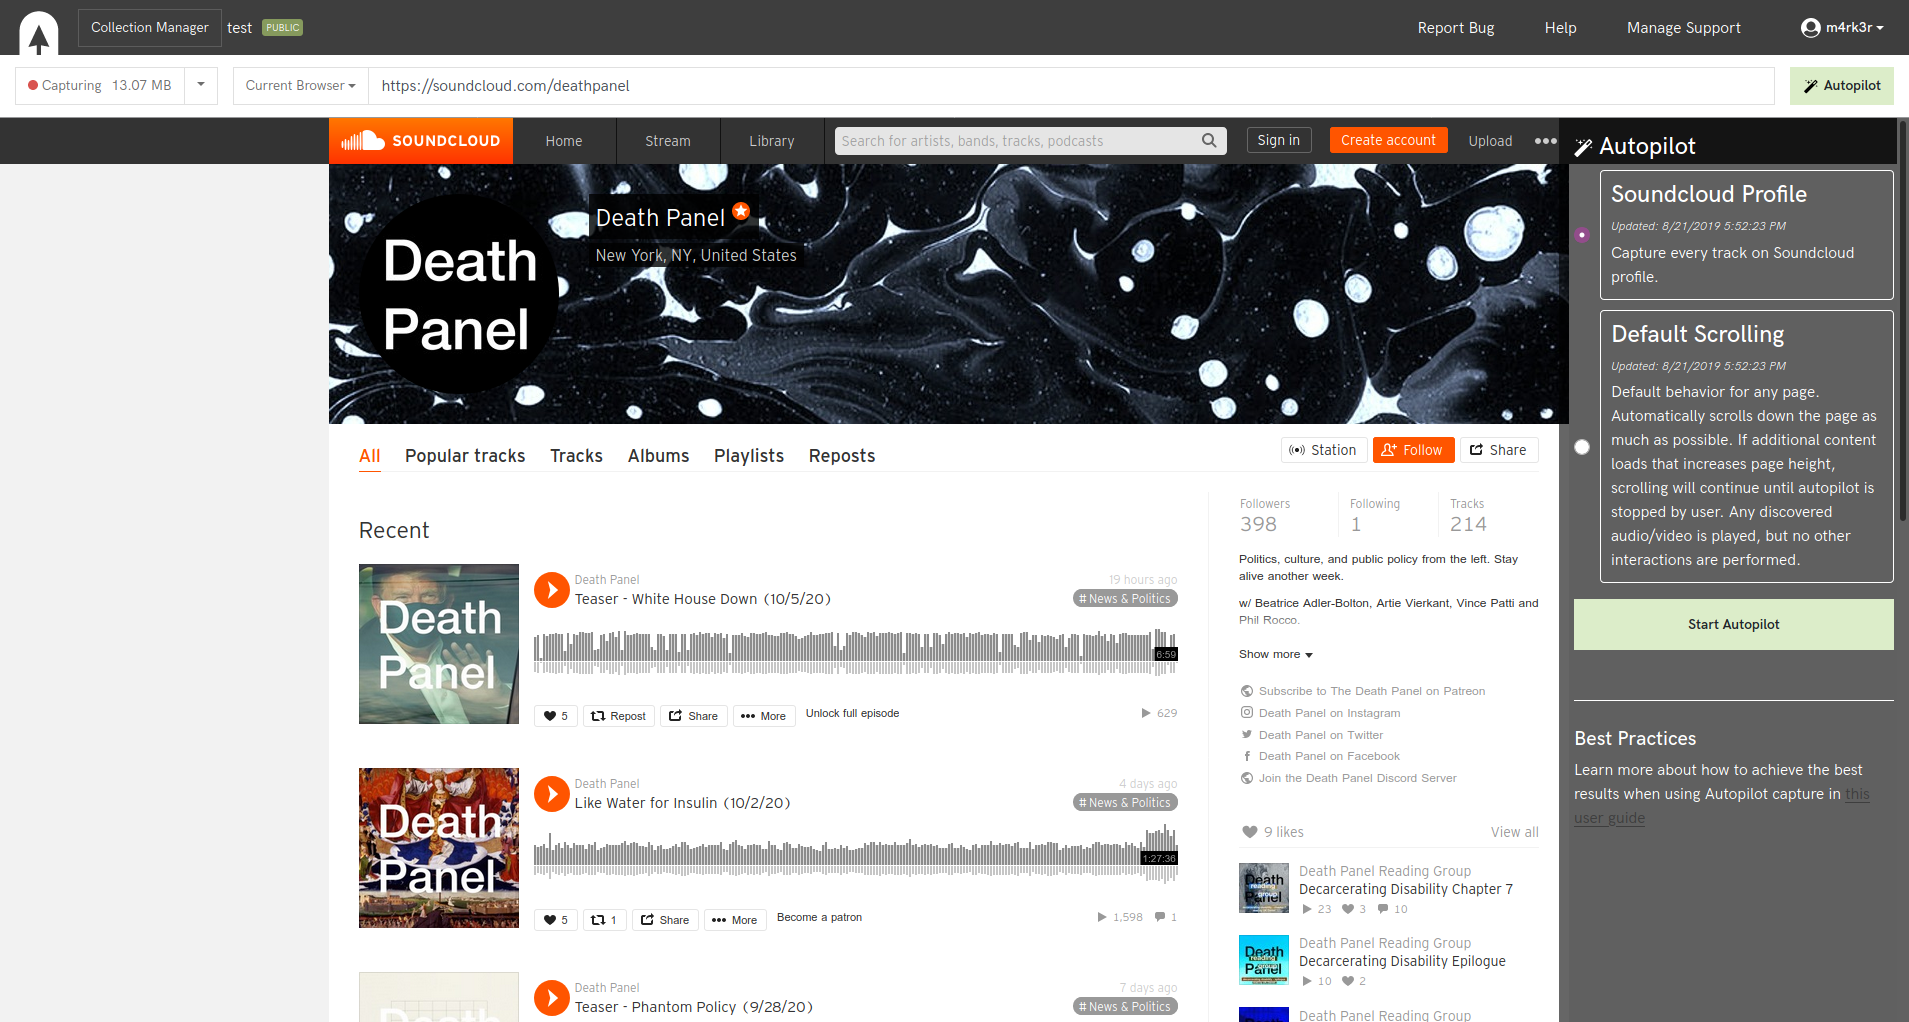 Collection Manager
test
PUBLIC
Report Bug
Help
Manage Support
m4rk3r
Capturing 13.07 MB
Current Browser
https://soundcloud.com/deathpanel
Autopilot
SOUNDCLOUD
Home
Stream
Library
Search for artists, bands, tracks, podcasts
Sign in
Create account
Upload
Death
Panel
Death Panel
New York, NY, United States
All
Popular tracks
Tracks
Albums
Playlists
Reposts
Station
Follow
Share
Recent
Death
Panel
Death Panel
Teaser - White House Down (10/5/20)
19 hours ago
# News & Politics
6:59
5
Repost
Share
More
Unlock full episode
629
Death
Panel
Death Panel
Like Water for Insulin (10/2/20)
4 days ago
# News & Politics
1:27:36
5
1
Share
More
Become a patron
1,598
1
Death
Death Panel
Teaser - Phantom Policy (9/28/20)
7 days ago
# News & Politics
Followers
398
Following
1
Tracks
214
Politics, culture, and public policy from the left. Stay
alive another week.
w/ Beatrice Adler-Bolton, Artie Vierkant, Vince Patti and
Phil Rocco.
Show more
Subscribe to The Death Panel on Patreon
Death Panel on Instagram
Death Panel on Twitter
Death Panel on Facebook
Join the Death Panel Discord Server
9 likes
View all
Death
reading
group
Panel
Death Panel Reading Group
Decarcerating Disability Chapter 7
23
3
10
Death
reading
group
Panel
Death Panel Reading Group
Decarcerating Disability Epilogue
10
2
Death Panel Reading Group
Autopilot
Soundcloud Profile
Updated: 8/21/2019 5:52:23 PM
Capture every track on Soundcloud
profile.
Default Scrolling
Updated: 8/21/2019 5:52:23 PM
Default behavior for any page.
Automatically scrolls down the page as
much as possible. If additional content
loads that increases page height,
scrolling will continue until autopilot is
stopped by user. Any discovered
audio/video is played, but no other
interactions are performed.
Start Autopilot
Best Practices
Learn more about how to achieve the best
results when using Autopilot capture in this
user guide